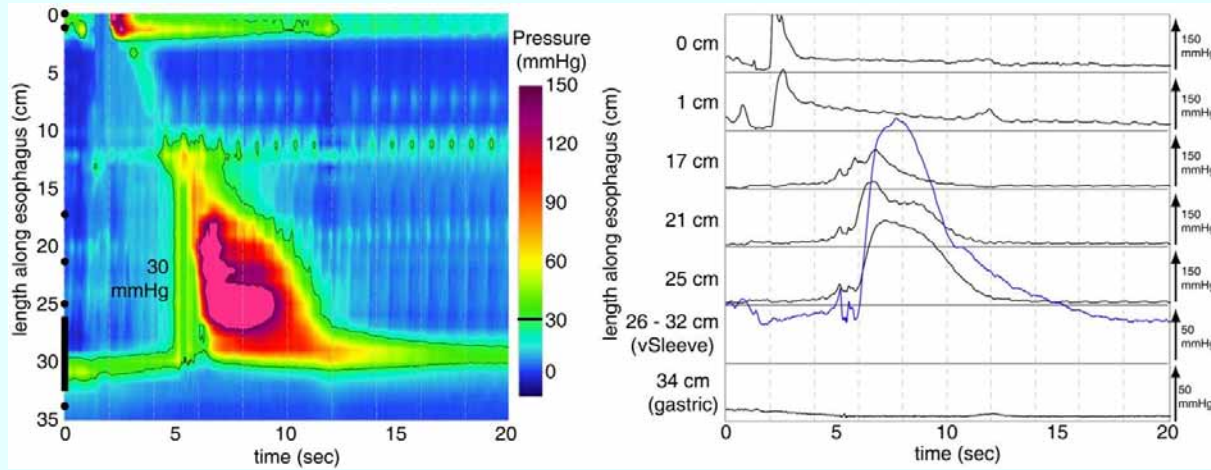 length along esophagus (cm)
0
5
10
15
20
25
30
35
30
mmHg
0
5
10
15
20
time (sec)
Pressure
(mmHg)
150
120
90
60
30
0
length along esophagus (cm)
0 cm
1 cm
17 cm
21 cm
25 cm
26 - 32 cm
(vSleeve)
34 cm
(gastric)
150
mmHg
150
mmHg
150
mmHg
150
mmHg
150
mmHg
50
mmHg
50
mmHg
0
5
10
15
20
time (sec)